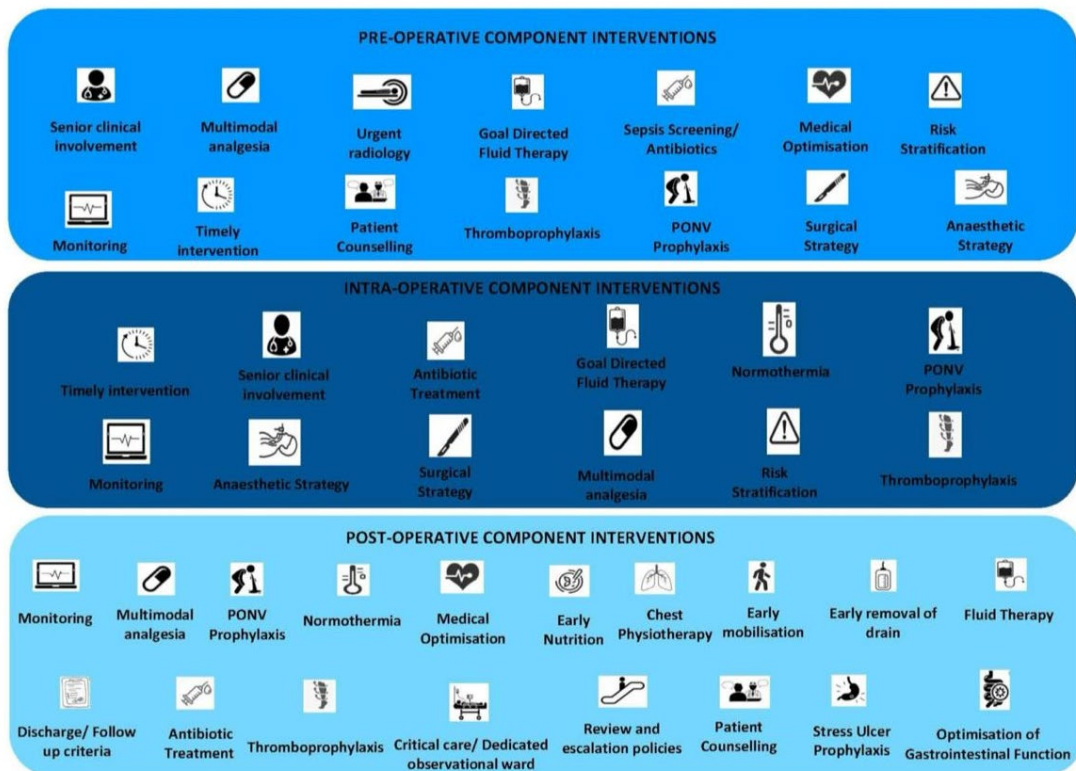 PRE-OPERATIVE COMPONENT INTERVENTIONS
Senior clinical
involvement
Multimodal
analgesia
Urgent
radiology
Goal Directed
Fluid Therapy
Sepsis Screening/
Antibiotics
Medical
Optimisation
Risk
Stratification
Monitoring
Timely
intervention
Patient
Counselling
Thromboprophylaxis
PONV
Prophylaxis
Surgical
Strategy
Anaesthetic
Strategy
INTRA-OPERATIVE COMPONENT INTERVENTIONS
Timely intervention
Senior clinical
involvement
Antibiotic
Treatment
Goal Directed
Fluid Therapy
Normothermia
PONV
Prophylaxis
Monitoring
Anaesthetic Strategy
Surgical
Strategy
Multimodal
analgesia
Risk
Stratification
Thromboprophylaxis
POST-OPERATIVE COMPONENT INTERVENTIONS
Monitoring
Multimodal
analgesia
PONV
Prophylaxis
Normothermia
Medical
Optimisation
Early
Nutrition
Chest
Physiotherapy
Early
mobilisation
Early removal of
drain
Fluid Therapy
Discharge/ Follow
up criteria
Antibiotic
Treatment
Thromboprophylaxis
Critical care/ Dedicated
observational ward
Review and
escalation policies
Patient
Counselling
Stress Ulcer
Prophylaxis
Optimisation of
Gastrointestinal Function